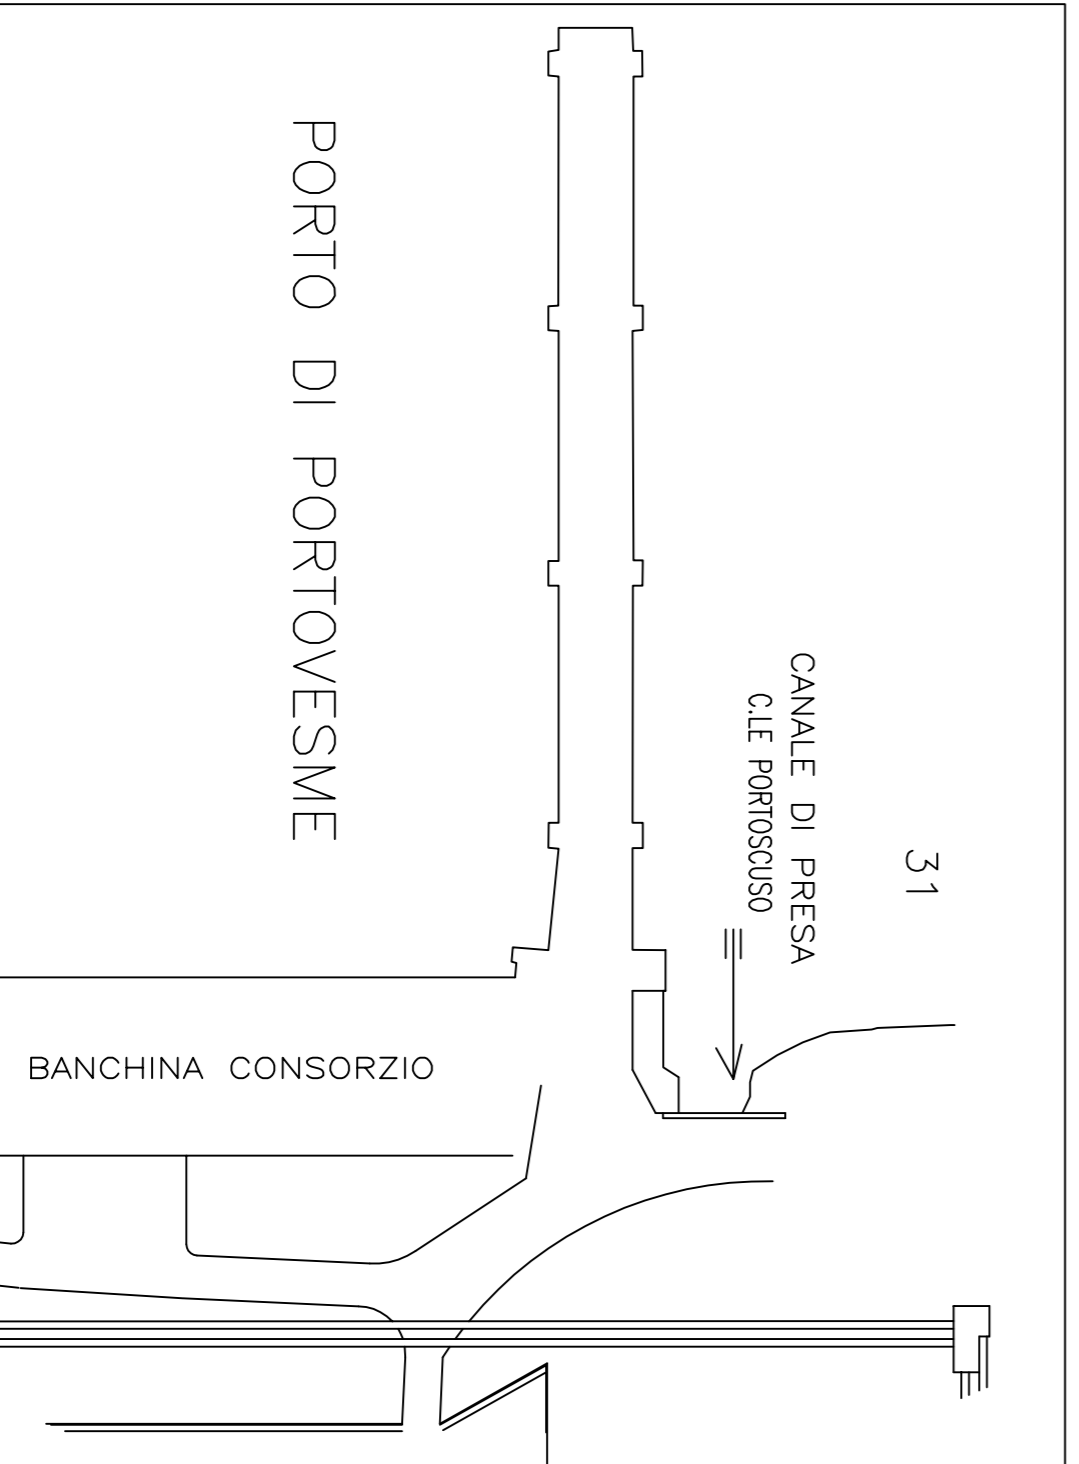 PORTO DI PORTOVESME
CANALE DI PRESA
C.LE PORTOSCUSO
31
BANCHINA CONSORZIO